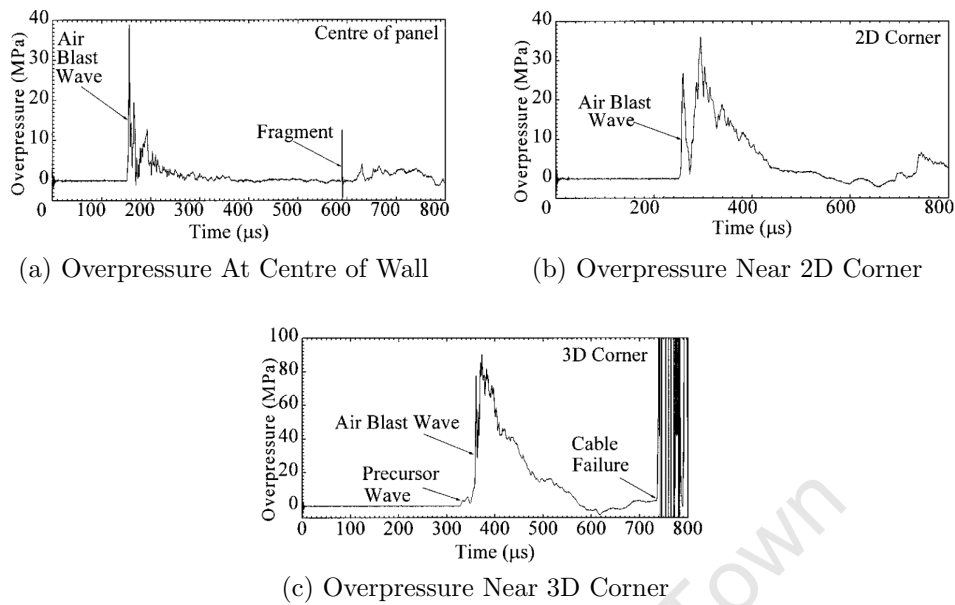 40
30
20
10
0
Overpressure (MPa)
Centre of panel
Air
Blast
Wave
Fragment
0 100 200 300 400 500 600 700 800
Time (µs)
(a) Overpressure At Centre of Wall
40
30
20
10
0
Overpressure (MPa)
2D Corner
Air Blast
Wave
0 200 400 600 800
Time (µs)
(b) Overpressure Near 2D Corner
100
80
60
40
20
0
Overpressure (MPa)
3D Corner
Air Blast Wave
Precursor
Wave
Cable
Failure
0 100 200 300 400 500 600 700 800
Time (µs)
(c) Overpressure Near 3D Corner
Town